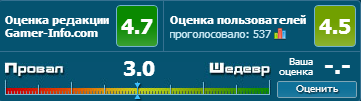 Оценка редакции
Gamer-Info.com
4.7
Оценка пользователей
проголосовало: 537
4.5
Провал 3.0 Шедевр
Ваша оценка -.-
Оценить